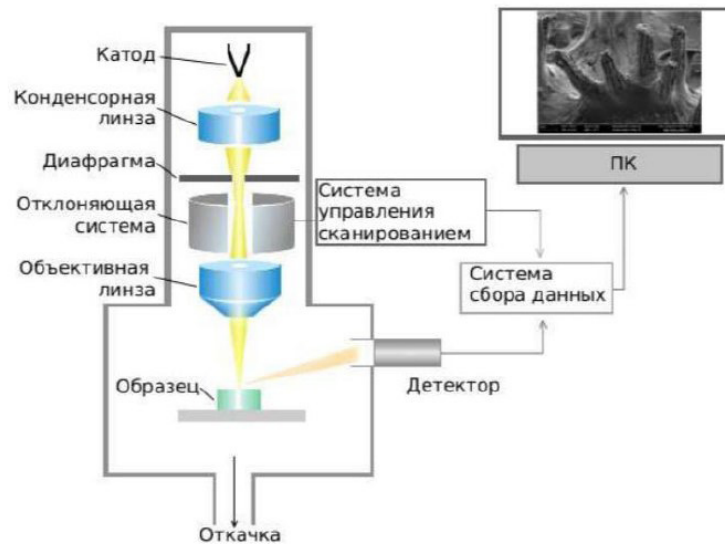 Катод
Конденсорная
линза
Диафрагма
Отклоняющая
система
Объективная
линза
Образец
Откачка
Система
управления
сканированием
Детектор
Система
сбора данных
ПК